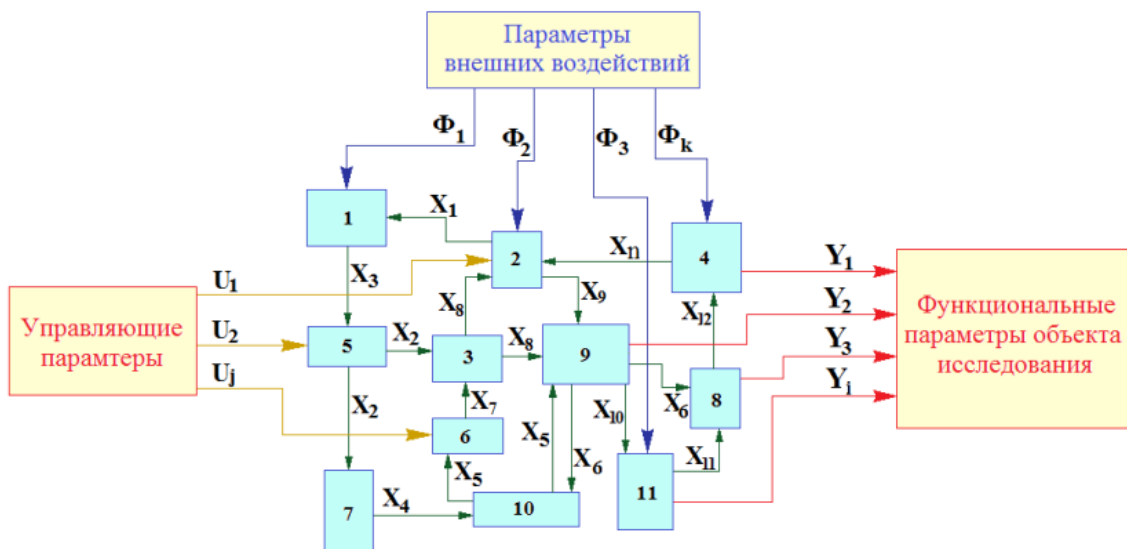 Параметры
внешних воздействий
Ф1 Ф2 Ф3 Фk
1
X1
2
Xn
4
X3
U1
X8
X9
X12
Y1
Y2
Y3
Yi
Управляющие
парамтеры
U2
Uj
5
X2
3
X8
9
Функциональные
параметры объекта
исследования
X2
X7
6
X5
X5
X6
X10
X6
8
X11
7
X4
10
11